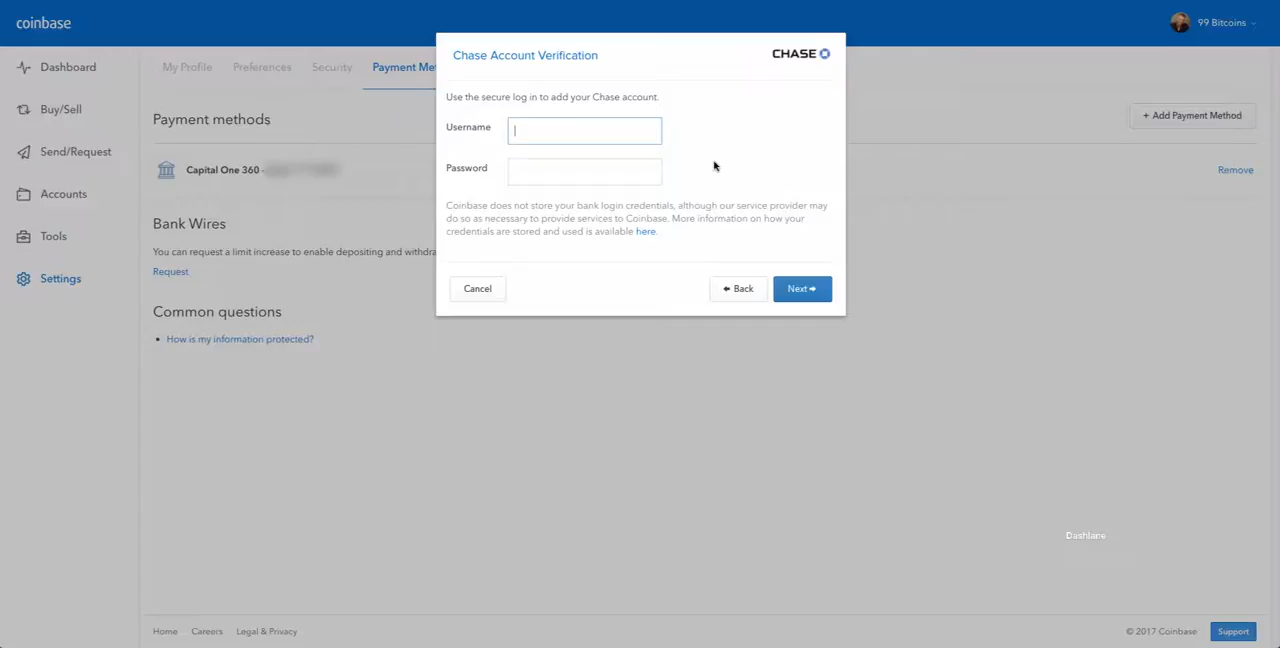 coinbase
99 Bitcoins
Chase Account Verification
CHASE
Dashboard
My Profile
Preferences
Security
Payment Me
Use the secure log in to add your Chase account.
Buy/Sell
Payment methods
+ Add Payment Method
Username
Send/Request
Password
Capital One 360 -
Remove
Accounts
Coinbase does not store your bank login credentials, although our service provider may
do so as necessary to provide services to Coinbase. More information on how your
credentials are stored and used is available here.
Bank Wires
Tools
You can request a limit increase to enable depositing and withdra
Request
Settings
Cancel
Back
Next
Common questions
• How is my information protected?
Dashlane
Home
Careers
Legal & Privacy
© 2017 Coinbase
Support